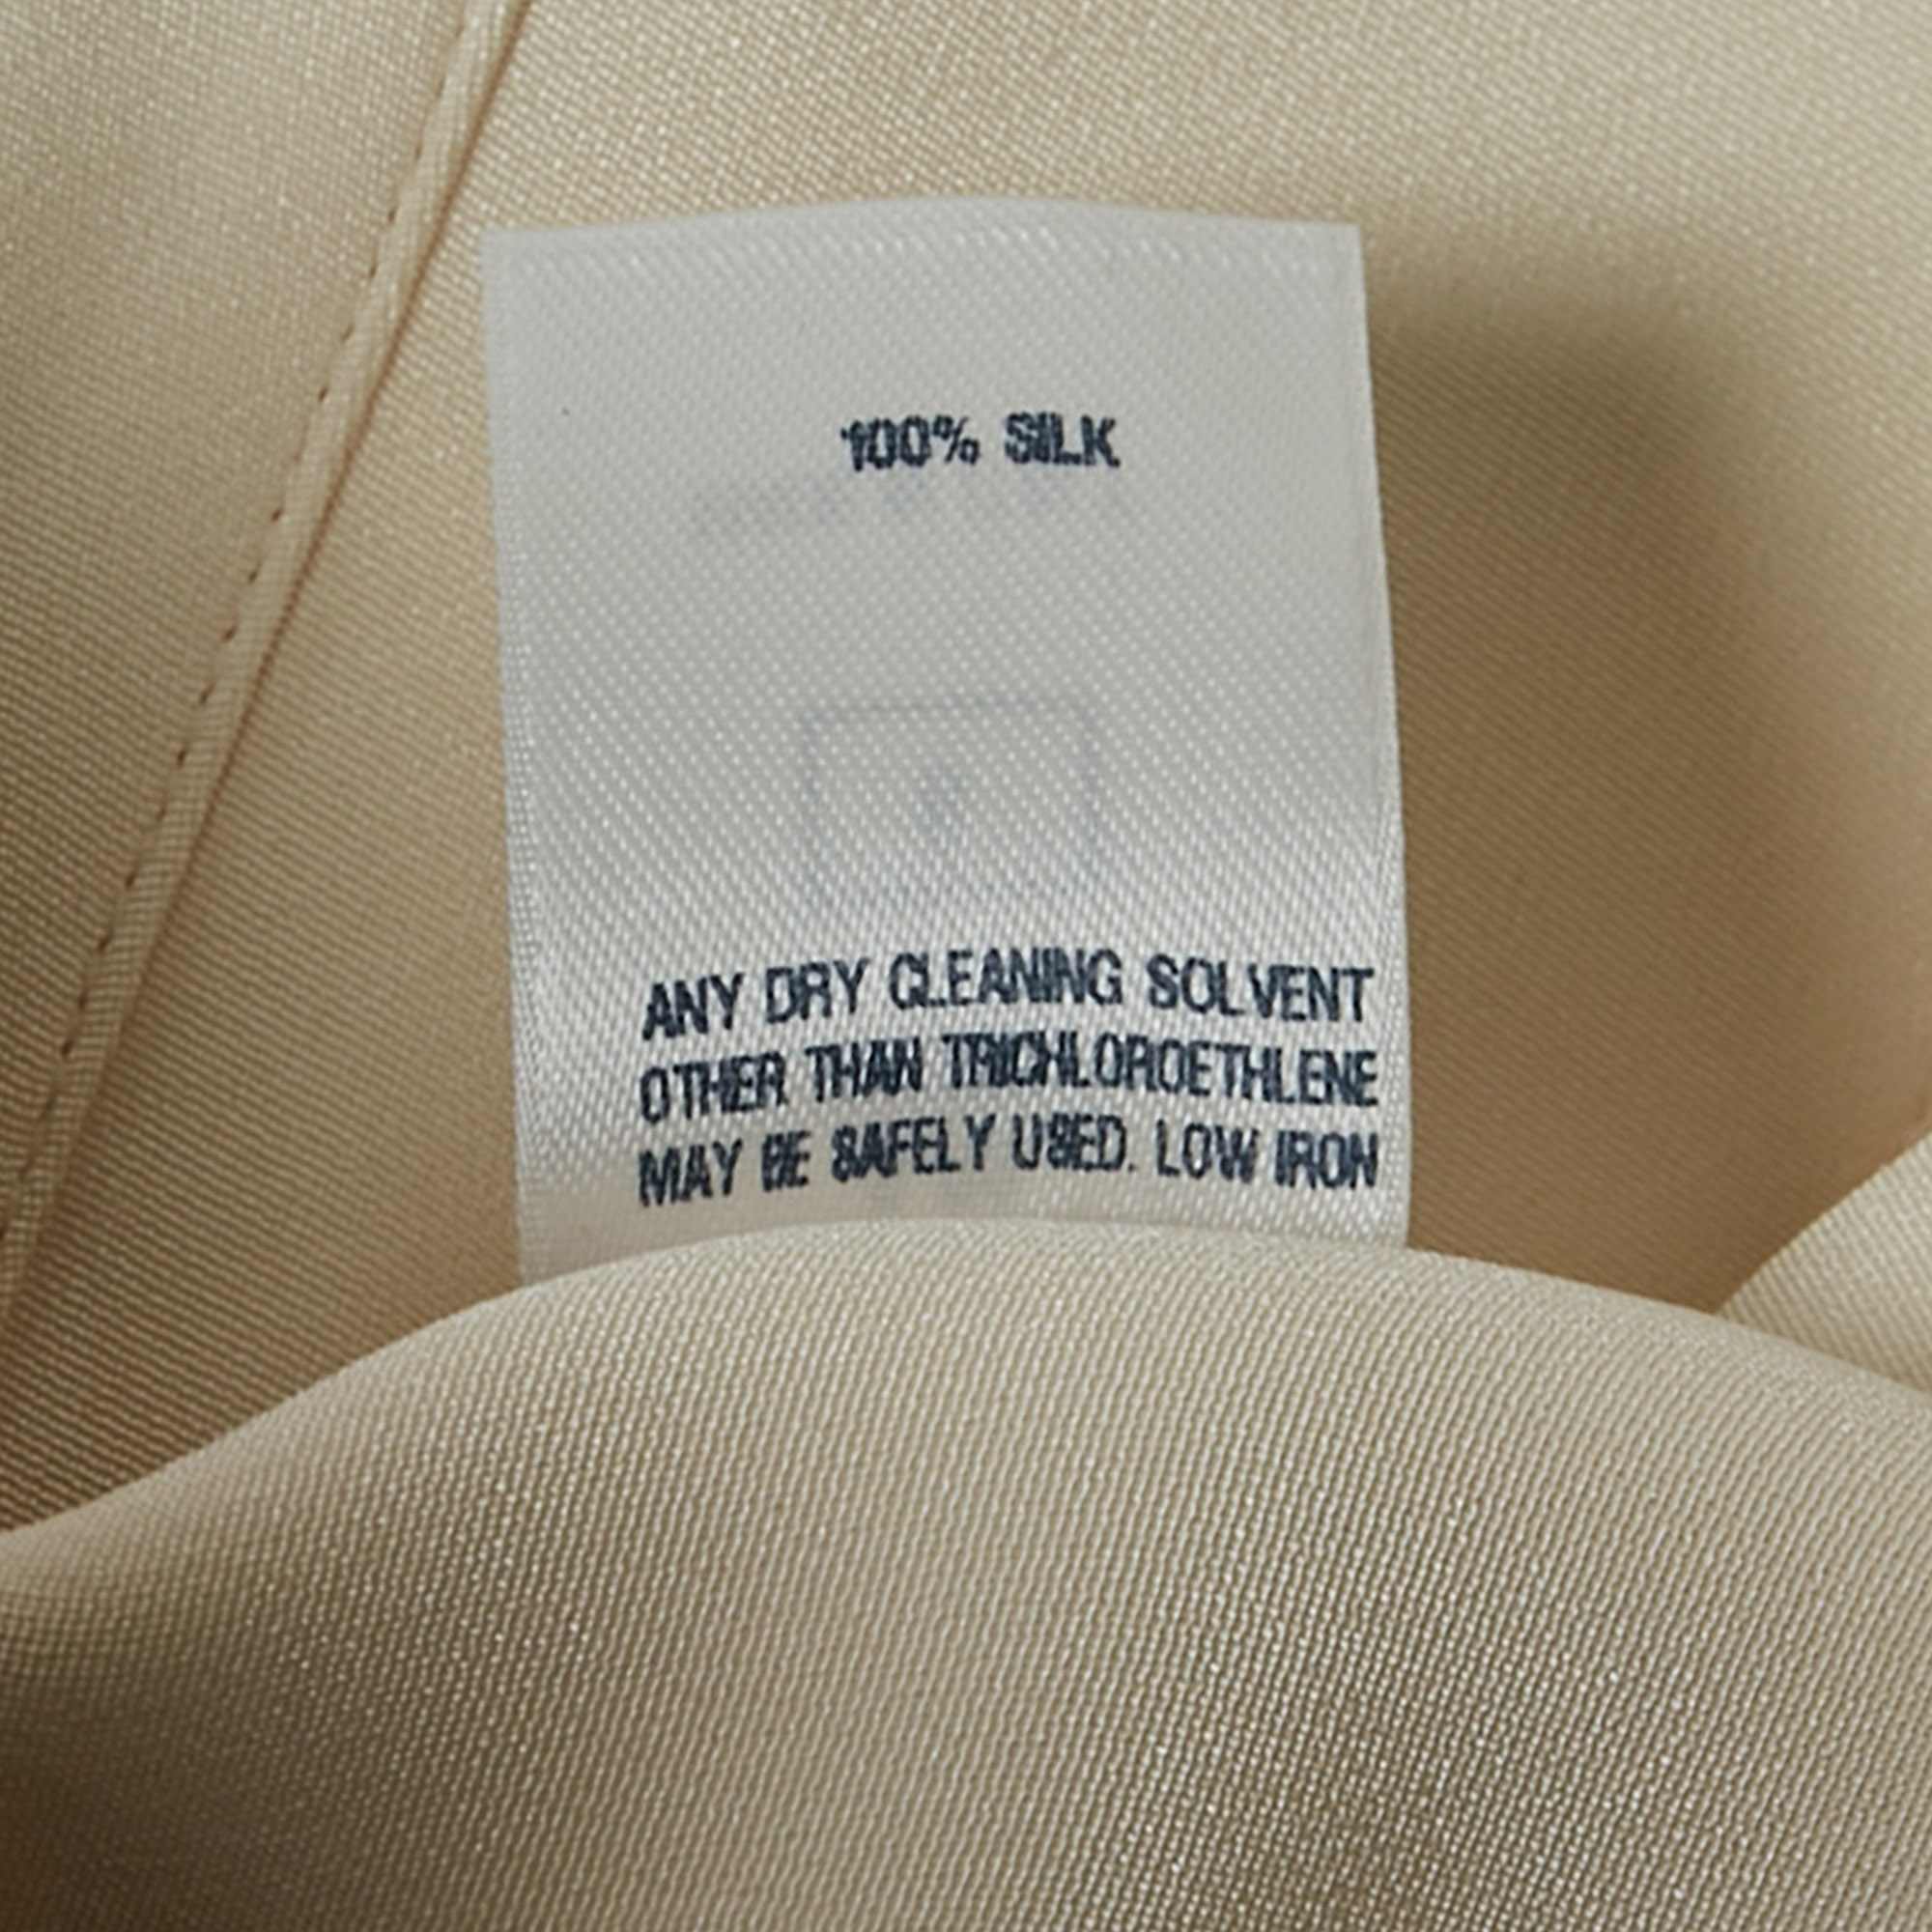 100% SILK
ANY DRY CLEANING SOLVENT
OTHER THAN TRICHLOROETHLENE
MAY BE SAFELY USED. LOW IRON